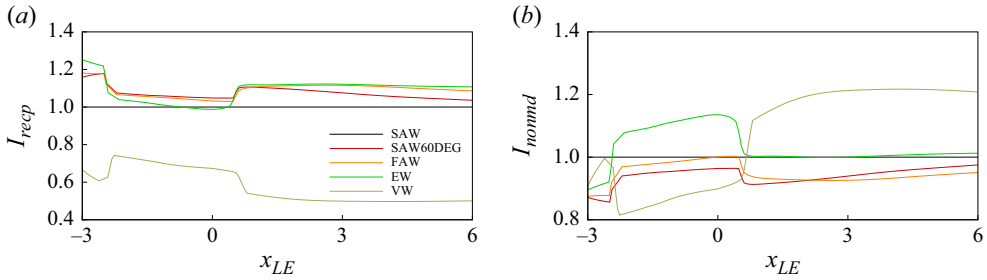 (a)
1.4
1.2
1.0
0.8
0.6
0.4
I_recp
SAW
SAW60DEG
FAW
EW
VW
–3
0
3
6
x_LE
(b)
1.4
1.2
1.0
0.8
I_nonmd
–3
0
3
6
x_LE